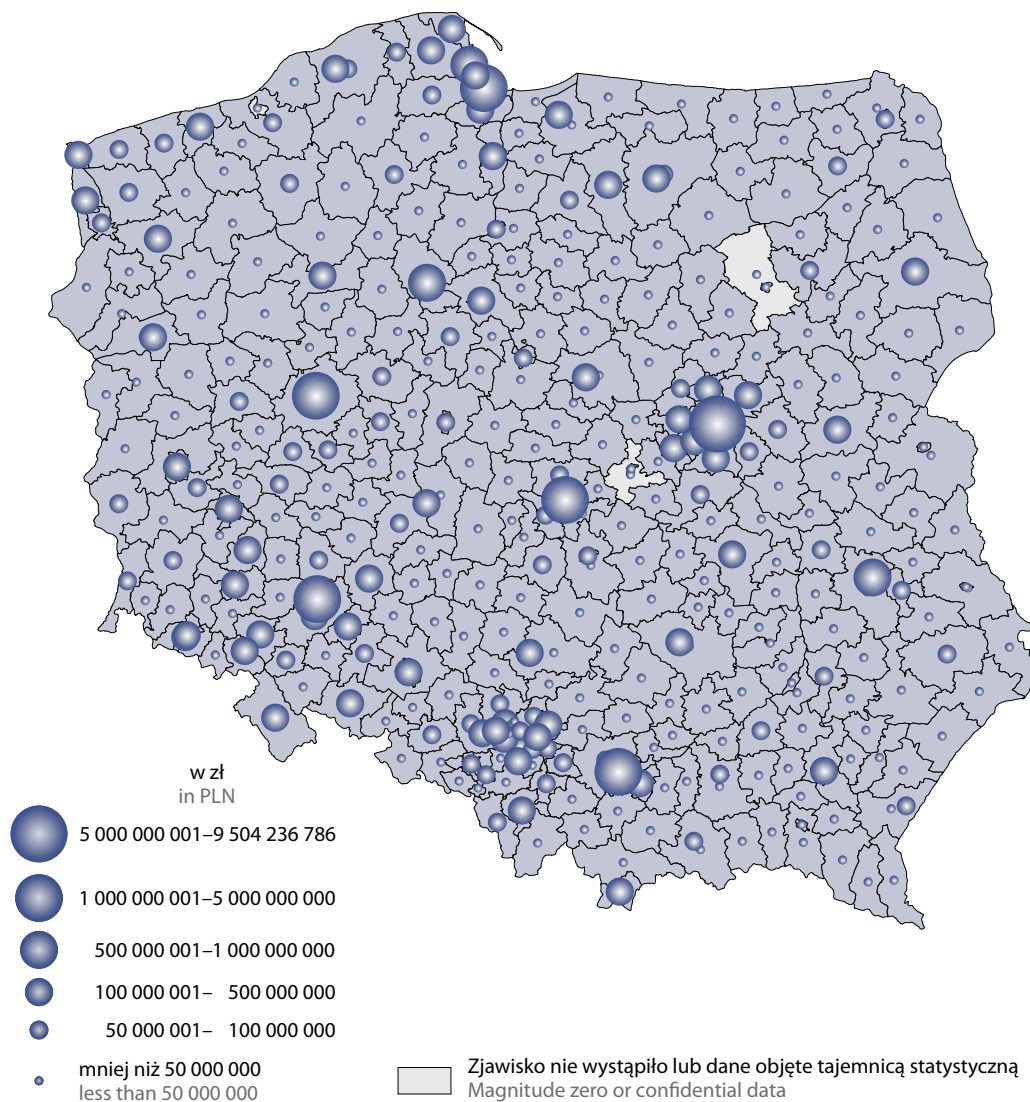 w zł
in PLN
5 000 000 001–9 504 236 786
1 000 000 001–5 000 000 000
500 000 001–1 000 000 000
100 000 001– 500 000 000
50 000 001– 100 000 000
mniej niż 50 000 000
less than 50 000 000
Zjawisko nie wystąpiło lub dane objęte tajemnicą statystyczną
Magnitude zero or confidential data